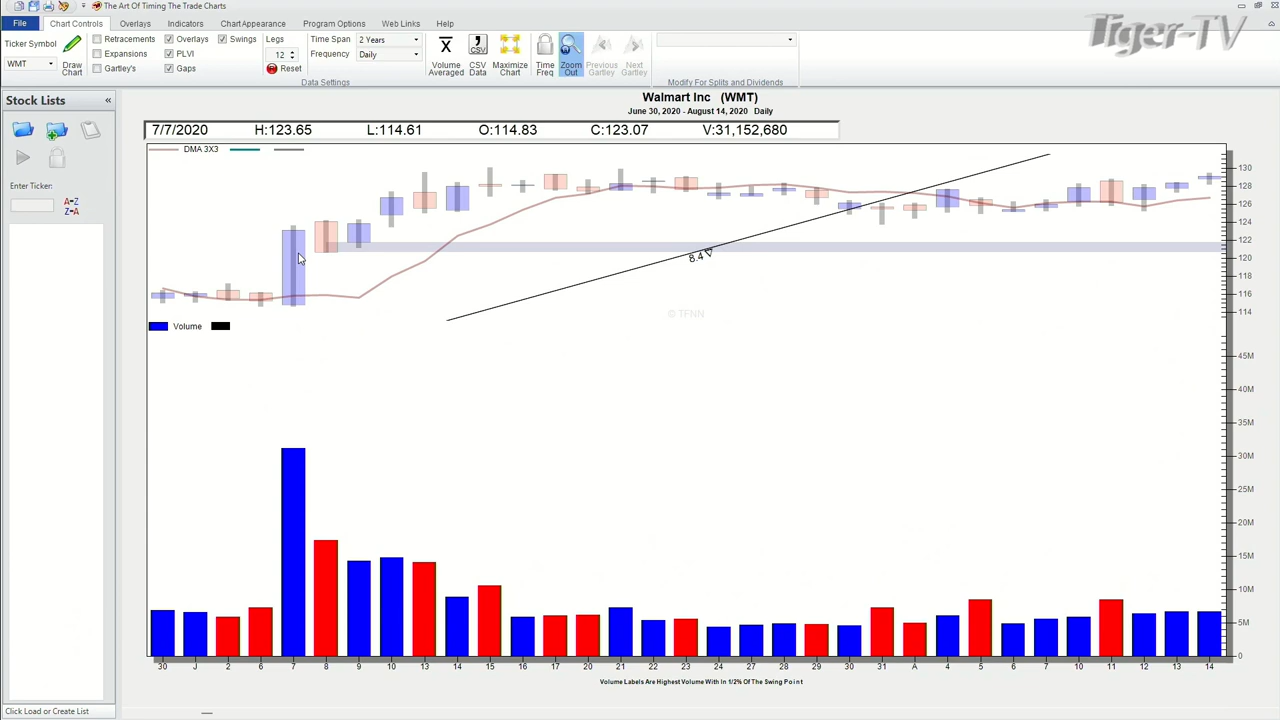 The Art Of Timing The Trade Charts
File Chart Controls Overlays Indicators Chart Appearance Program Options Web Links Help
Tiger-TV
Ticker Symbol
WMT
Draw Chart
Retracements
Expansions
Gartley's
Overlays
PLVI
Gaps
Swings
Legs
12
Reset
Time Span 2 Years
Frequency Daily
Data Settings
Volume Averaged
CSV Data
Maximize Chart
Time Freq
Zoom Out
Previous Gartley
Next Gartley
Modify For Splits and Dividends
Stock Lists «
Enter Ticker:
A-Z
Z-A
Click Load or Create List
Walmart Inc (WMT)
June 30, 2020 - August 14, 2020 Daily
7/7/2020 H:123.65 L:114.61 O:114.83 C:123.07 V:31,152,680
DMA 3X3
130
128
126
124
122
120
118
116
114
8.4
© TFNN
Volume
45M
40M
35M
30M
25M
20M
15M
10M
5M
0
30 J 2 6 7 8 9 10 13 14 15 16 17 20 21 22 23 24 27 28 29 30 31 A 4 5 6 7 10 11 12 13 14
Volume Labels Are Highest Volume With In 1/2% Of The Swing Point